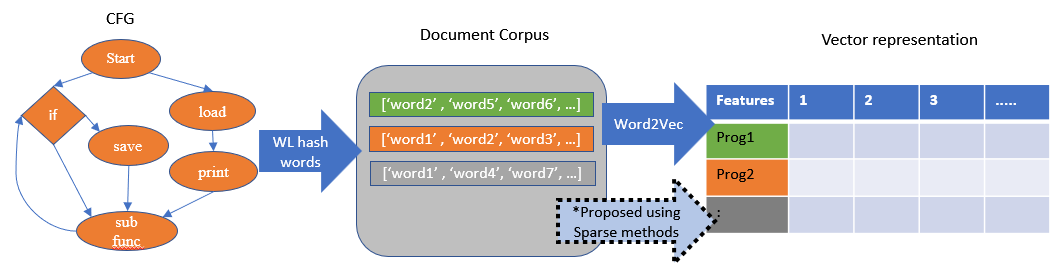 CFG
Start
if
load
save
print
sub
func
WL hash
words
Document Corpus
['word2' , 'word5', 'word6', ...]
['word1', 'word2', 'word3', ...]
['word1' , 'word4', 'word7', ...]
Word2Vec
*Proposed using
Sparse methods
Vector representation
Features 1 2 3 .....
Prog1
Prog2
: